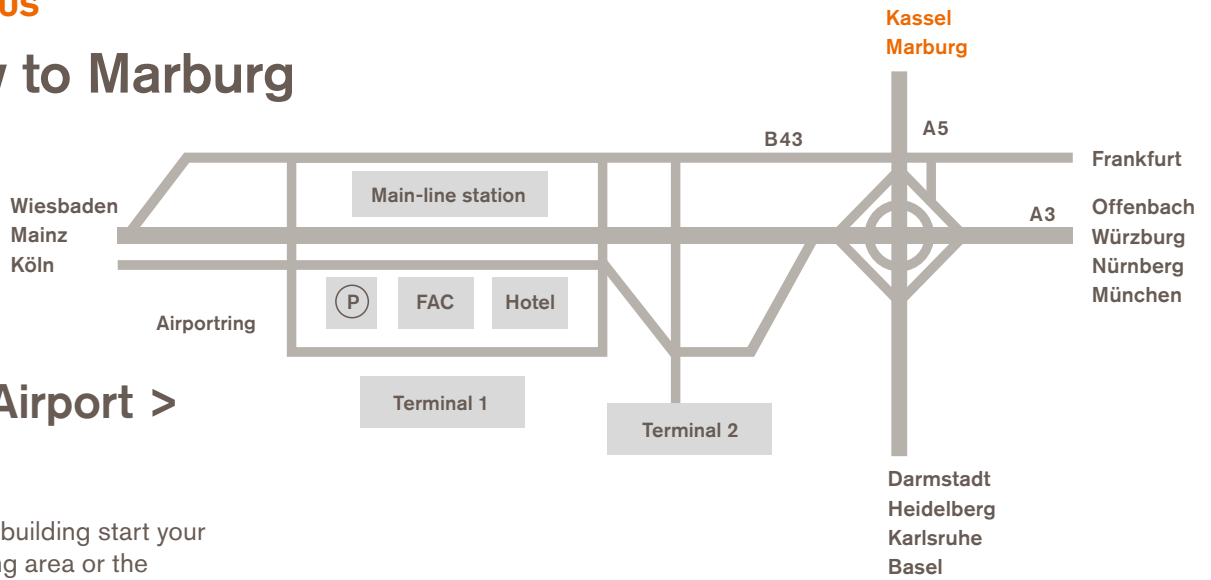 us
to Marburg
Kassel
Marburg
B43
A5
Frankfurt
Main-line station
Wiesbaden
Mainz
Köln
A3
Offenbach
Würzburg
Nürnberg
München
P
FAC
Hotel
Airportring
Airport >
Terminal 1
Terminal 2
Darmstadt
Heidelberg
Karlsruhe
Basel
building start your
area or the